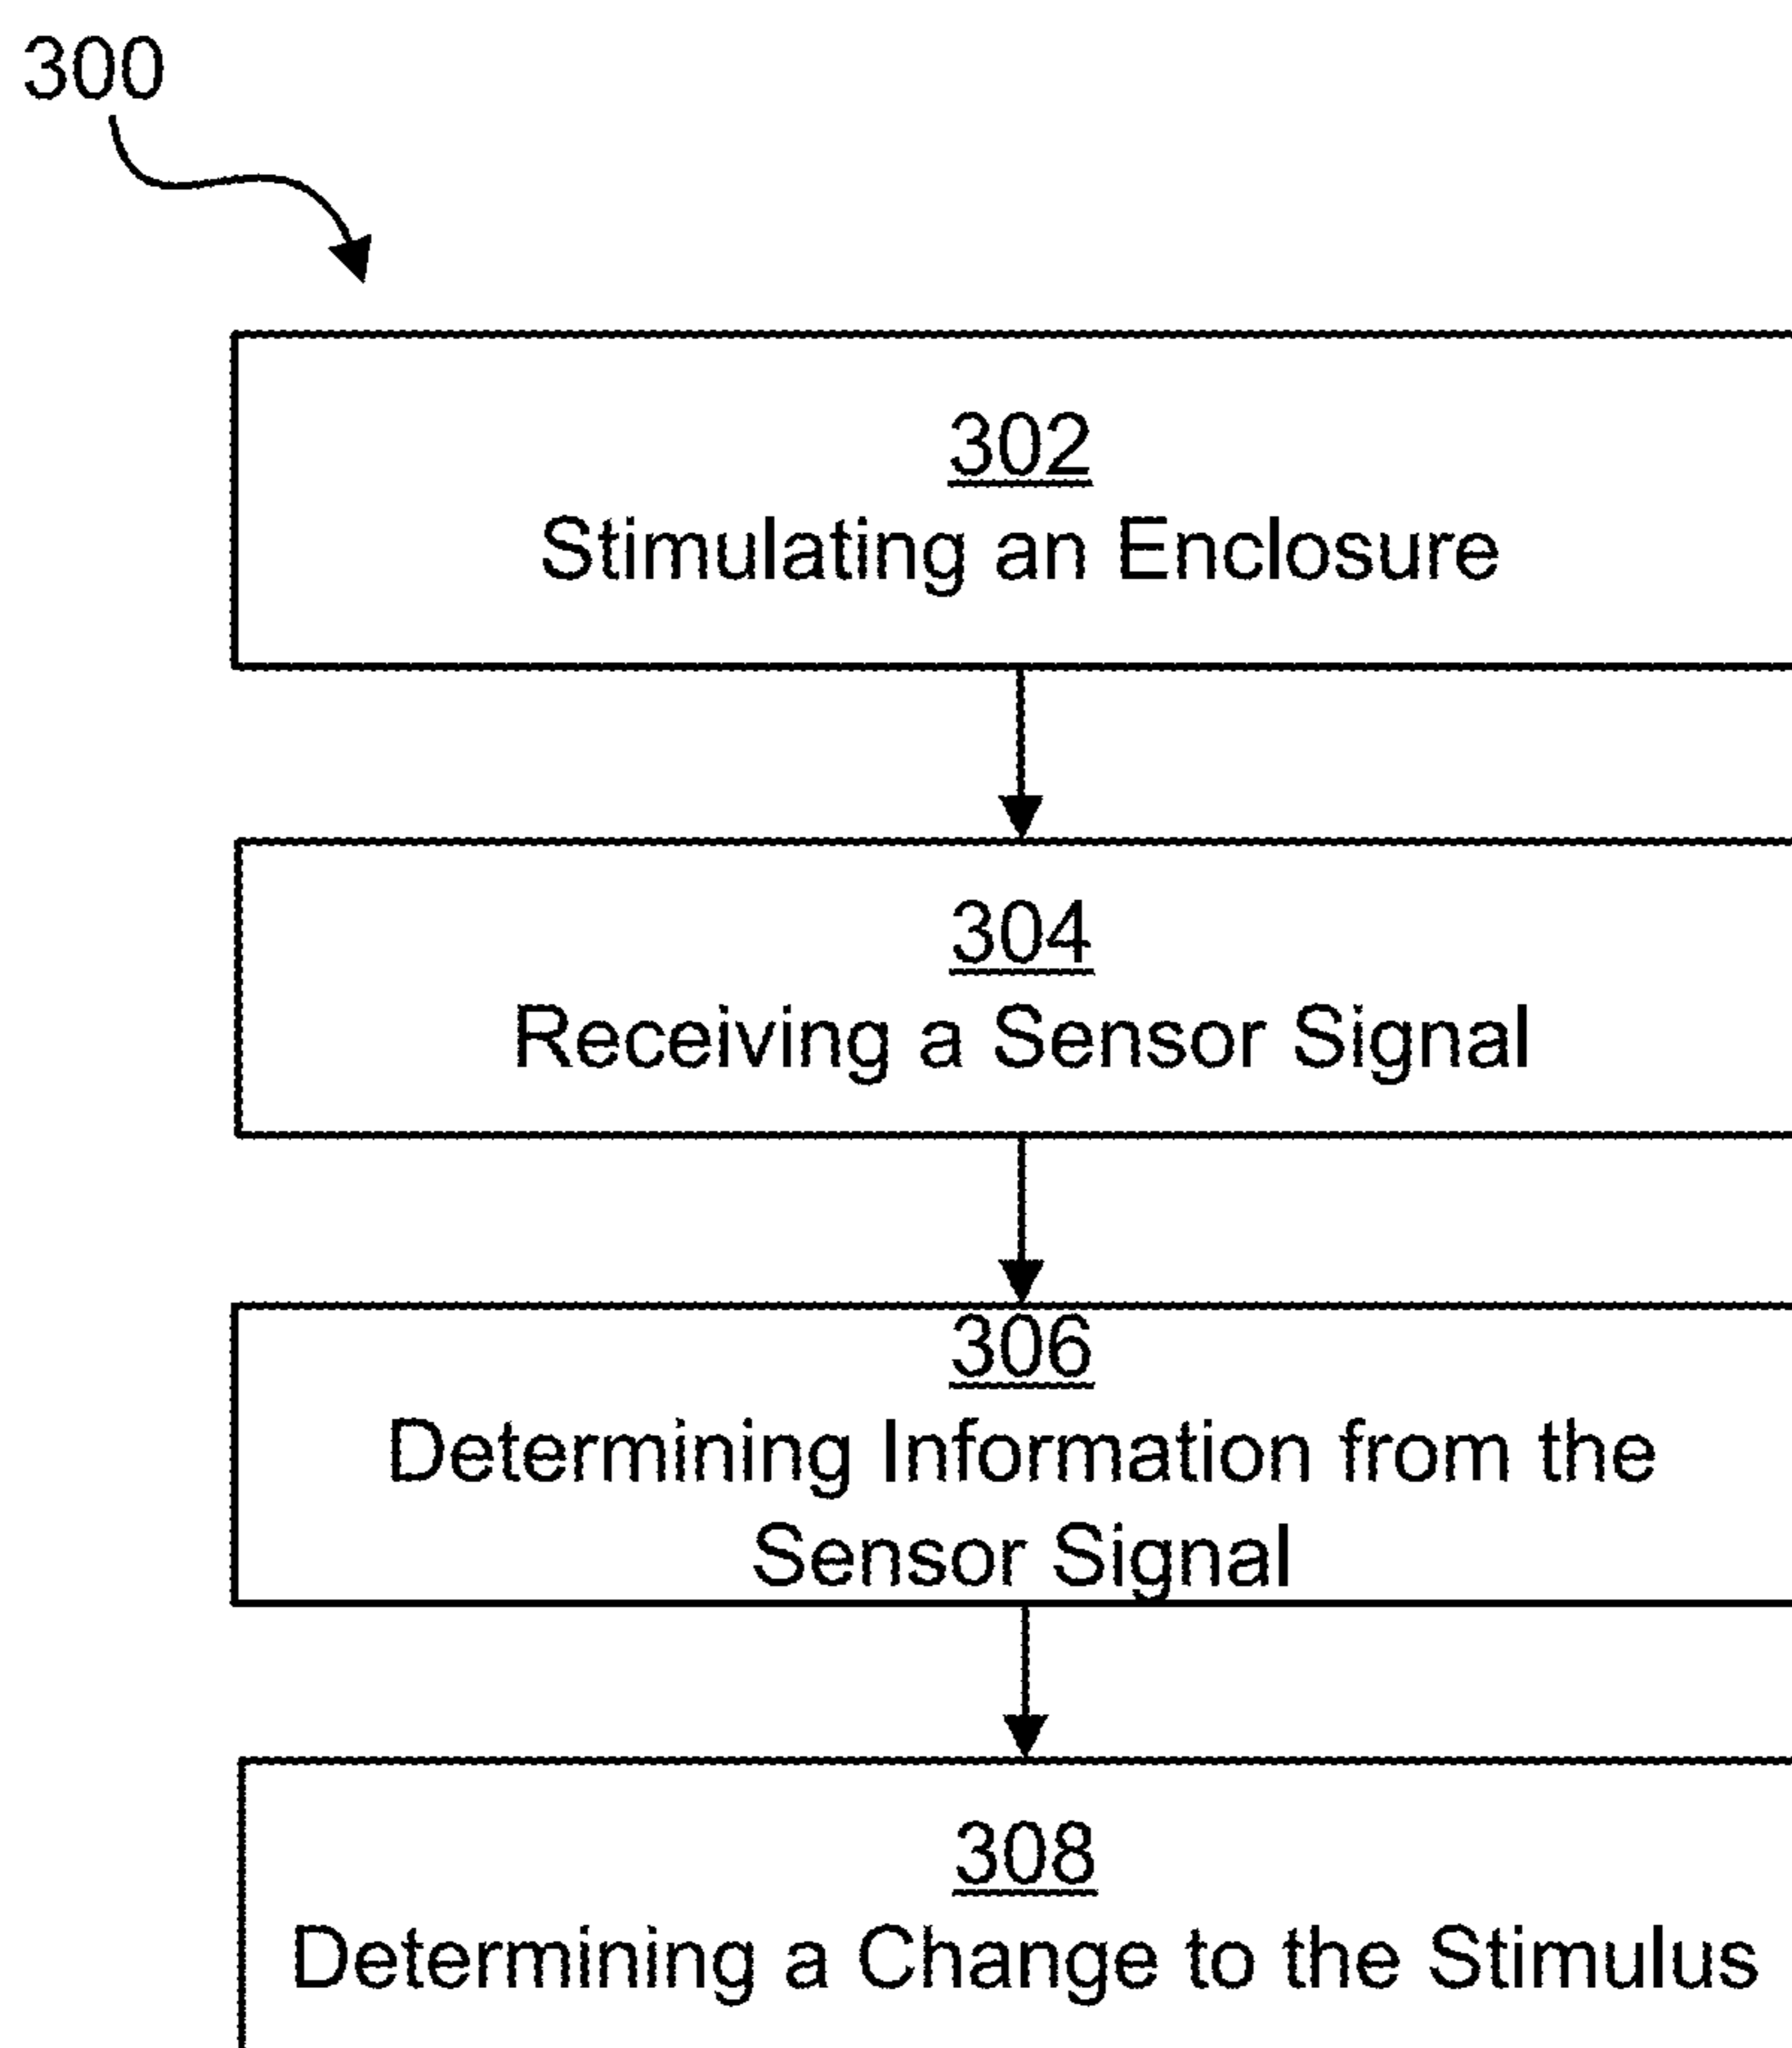 300
302
Stimulating an Enclosure
304
Receiving a Sensor Signal
306
Determining Information from the
Sensor Signal
308
Determining a Change to the Stimulus